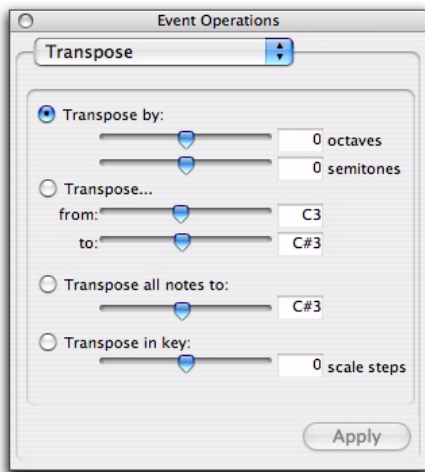 Event Operations
Transpose
Transpose by:
0 octaves
0 semitones
Transpose...
from: C3
to: C#3
Transpose all notes to:
C#3
Transpose in key:
0 scale steps
Apply